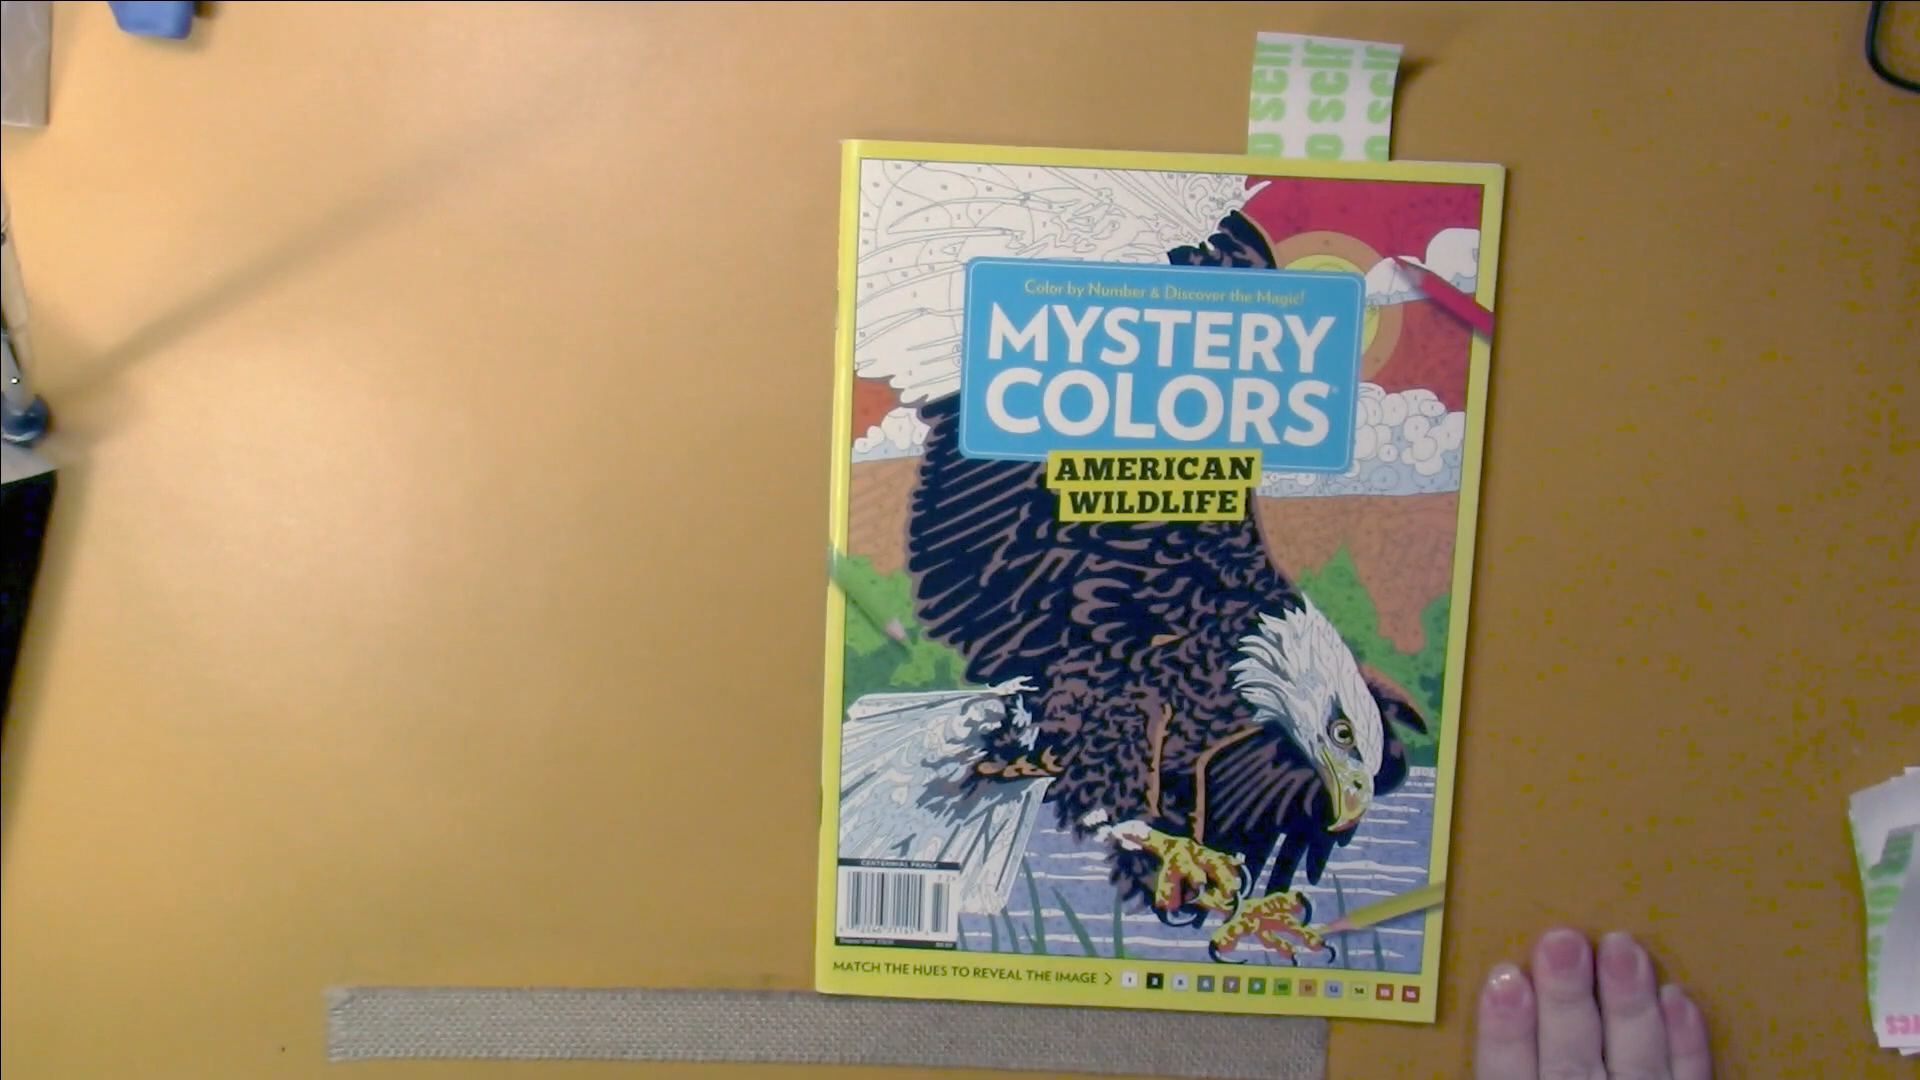 Color by Number & Discover the Magic!
MYSTERY
COLORS
AMERICAN
WILDLIFE
CENTENNIAL FAMILY
MATCH THE HUES TO REVEAL THE IMAGE >